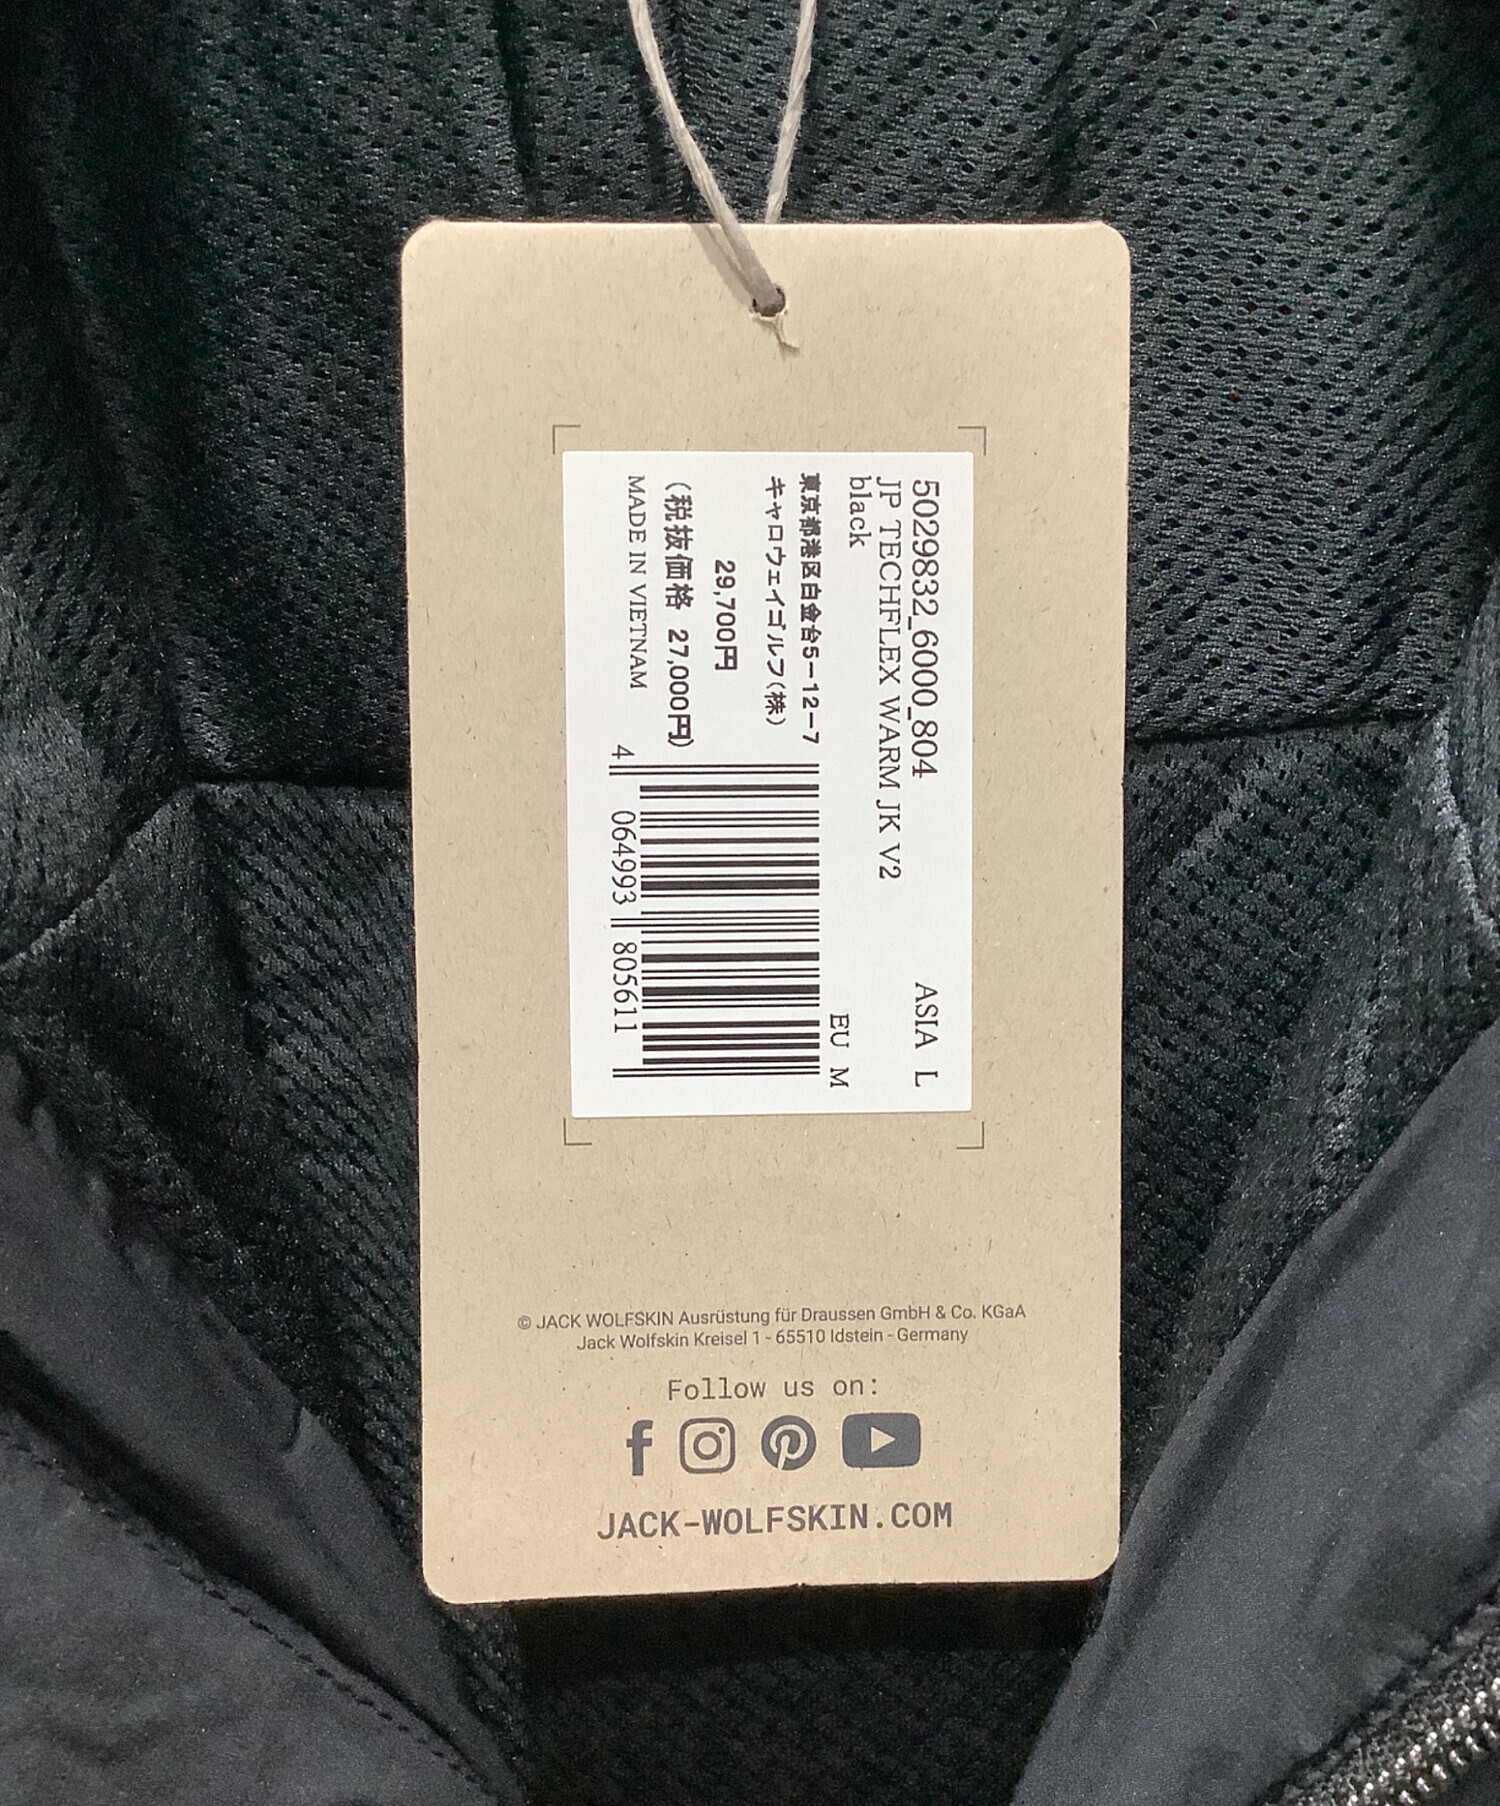 5029832_6000_804 ASIA L
JP TECHFLEX WARM JK V2
black EU M
東京都港区白金台5-12-7
キャロウェイゴルフ(株)
29,700円
(税抜価格 27,000円)
MADE IN VIETNAM
4 064993 805611
© JACK WOLFSKIN Ausrüstung für Draussen GmbH & Co. KGaA
Jack Wolfskin Kreisel 1 - 65510 Idstein - Germany
Follow us on:
JACK-WOLFSKIN.COM